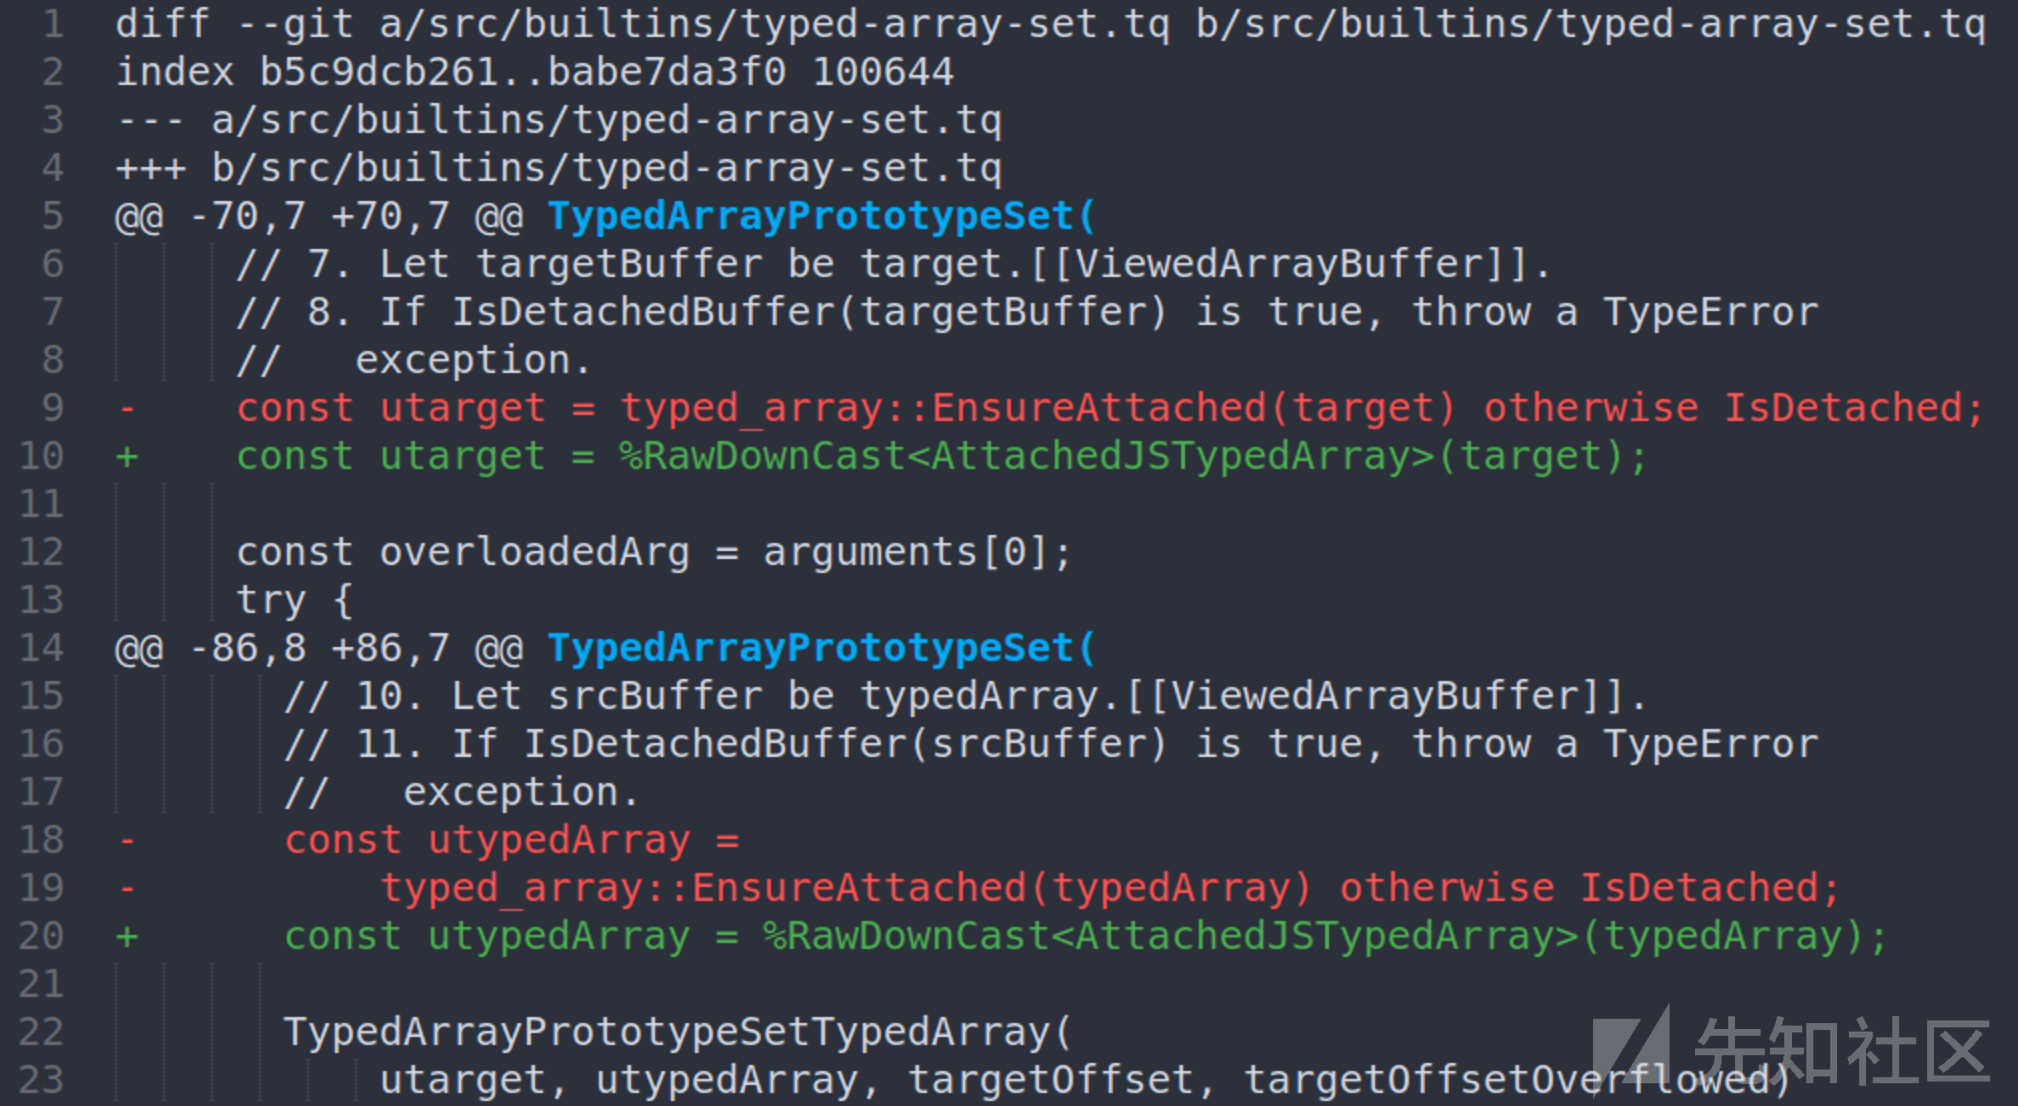 1 diff --git a/src/builtins/typed-array-set.tq b/src/builtins/typed-array-set.tq
2 index b5c9dcb261..babe7da3f0 100644
3 --- a/src/builtins/typed-array-set.tq
4 +++ b/src/builtins/typed-array-set.tq
5 @@ -70,7 +70,7 @@ TypedArrayPrototypeSet(
6 // 7. Let targetBuffer be target.[[ViewedArrayBuffer]].
7 // 8. If IsDetachedBuffer(targetBuffer) is true, throw a TypeError
8 //   exception.
9 -    const utarget = typed_array::EnsureAttached(target) otherwise IsDetached;
10 +    const utarget = %RawDownCast<AttachedJSTypedArray>(target);
11
12 const overloadedArg = arguments[0];
13 try {
14 @@ -86,8 +86,7 @@ TypedArrayPrototypeSet(
15 // 10. Let srcBuffer be typedArray.[[ViewedArrayBuffer]].
16 // 11. If IsDetachedBuffer(srcBuffer) is true, throw a TypeError
17 //   exception.
18 -      const utypedArray =
19 -          typed_array::EnsureAttached(typedArray) otherwise IsDetached;
20 +      const utypedArray = %RawDownCast<AttachedJSTypedArray>(typedArray);
21
22 TypedArrayPrototypeSetTypedArray(
23 utarget, utypedArray, targetOffset, targetOffsetOverflowed)
先知社区